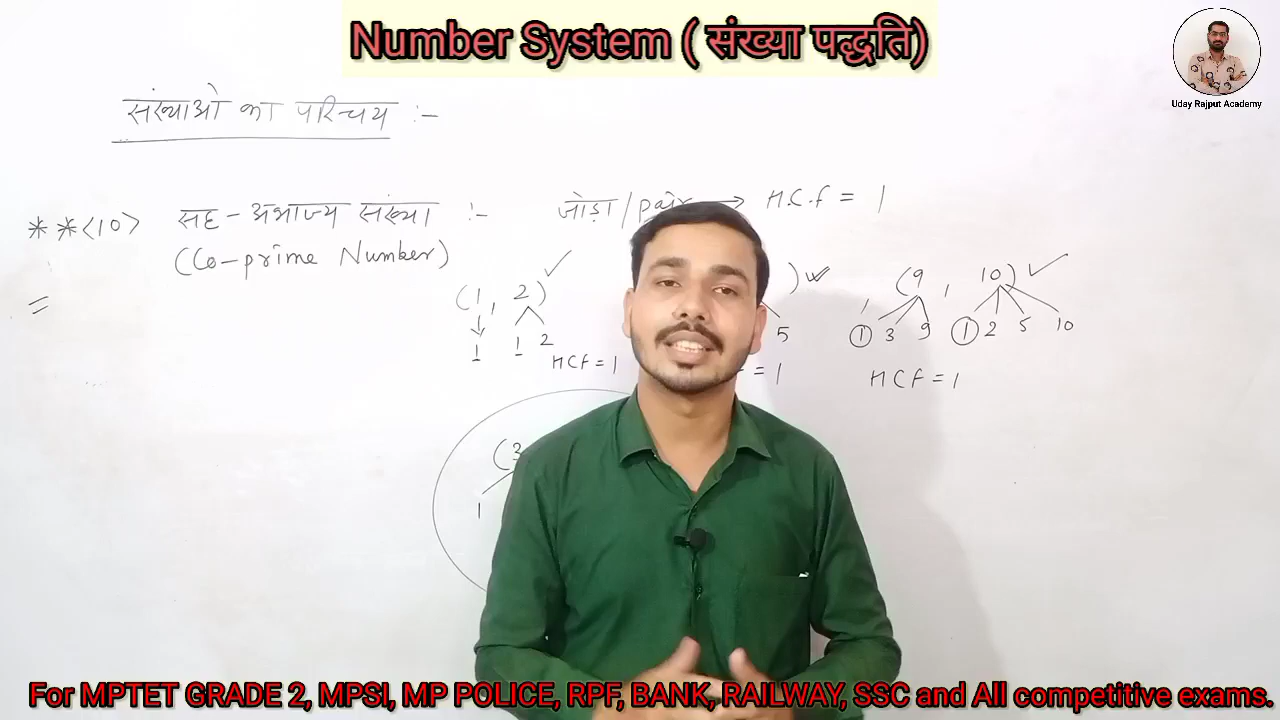 Number System ( संख्या पद्धति)
Uday Rajput Academy
संख्याओ का परिचय :-
**<10> सह-अभाज्य संख्या :- जोड़ा/pair → H.C.F = 1
(Co-prime Number)
=
(1, 2) ✓ ) ✓ , (9, 10) ✓
1 1 2 5 1 3 9 1 2 5 10
HCF = 1 = 1 HCF = 1
(3
1
For MPTET GRADE 2, MPSI, MP POLICE, RPF, BANK, RAILWAY, SSC and All competitive exams.